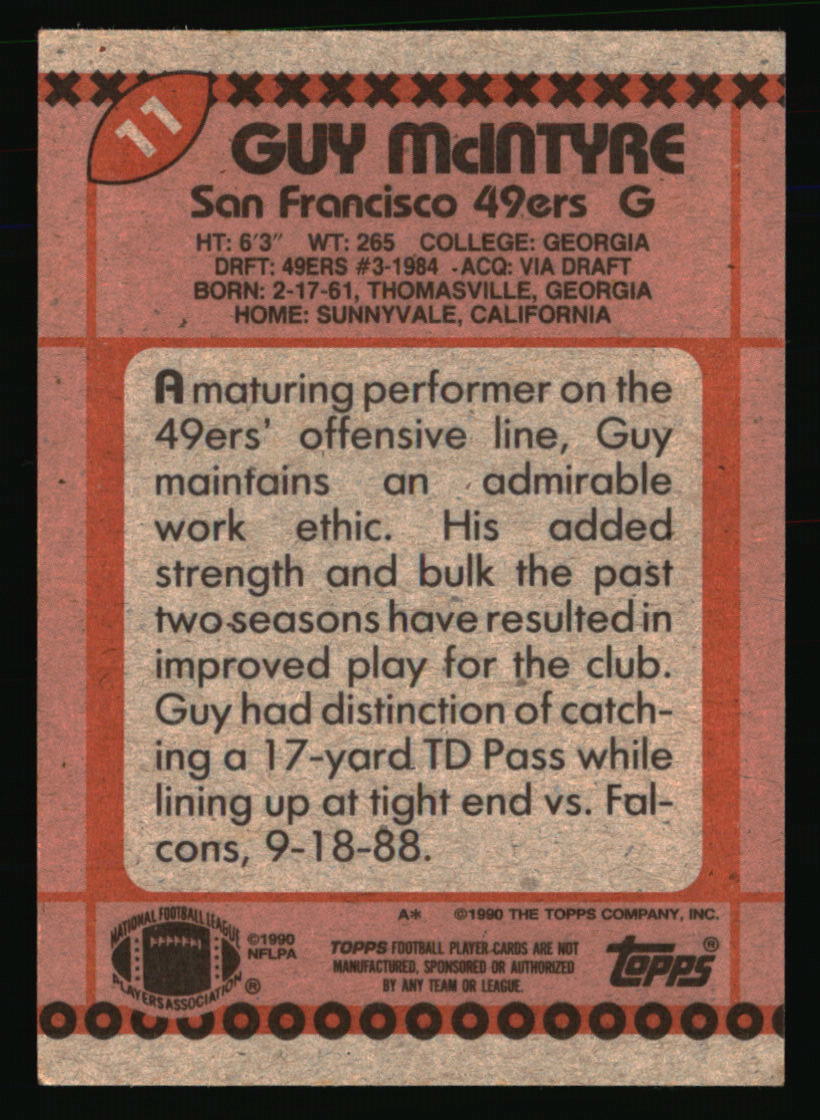 11
GUY McINTYRE
San Francisco 49ers G
HT: 6'3" WT: 265 COLLEGE: GEORGIA
DRFT: 49ERS #3-1984 -ACQ: VIA DRAFT
BORN: 2-17-61, THOMASVILLE, GEORGIA
HOME: SUNNYVALE, CALIFORNIA
A maturing performer on the
49ers' offensive line, Guy
maintains an admirable
work ethic. His added
strength and bulk the past
two seasons have resulted in
improved play for the club.
Guy had distinction of catch-
ing a 17-yard TD Pass while
lining up at tight end vs. Fal-
cons, 9-18-88.
A* ©1990 THE TOPPS COMPANY, INC.
NATIONAL FOOTBALL LEAGUE
PLAYERS ASSOCIATION ®
©1990
NFLPA
TOPPS FOOTBALL PLAYER CARDS ARE NOT
MANUFACTURED, SPONSORED OR AUTHORIZED
BY ANY TEAM OR LEAGUE.
topps®